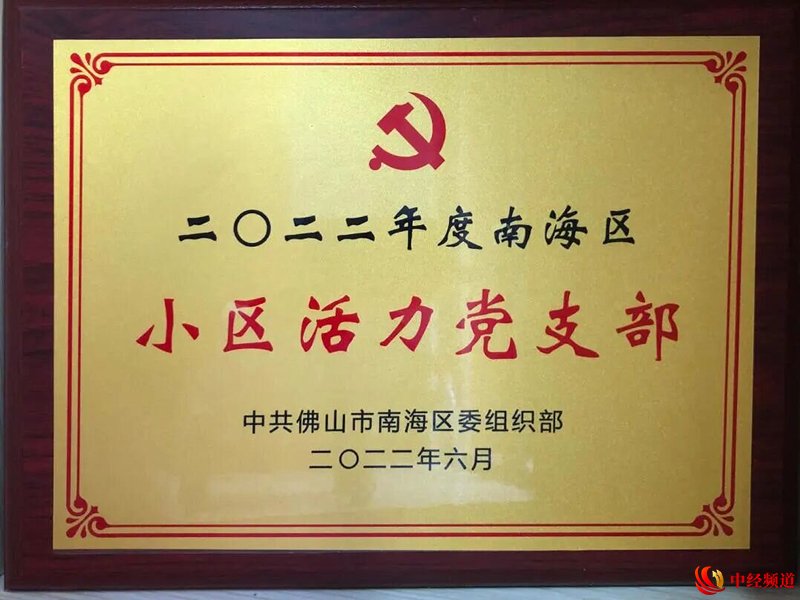 二〇二二年度南海区
小区活力党支部
中共佛山市南海区委组织部
二〇二二年六月
中经频道